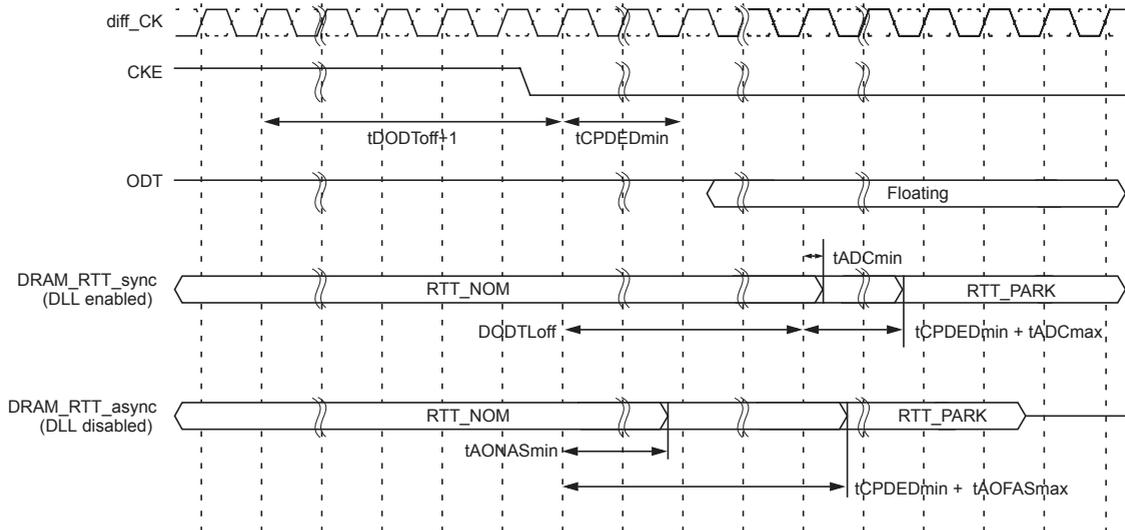 diff_CK
CKE
tDODToff+1
tCPDEDmin
ODT
Floating
tADCmin
DRAM_RTT_sync
(DLL enabled)
RTT_NOM
RTT_PARK
DODTLoff
tCPDEDmin + tADCmax
DRAM_RTT_async
(DLL disabled)
RTT_NOM
RTT_PARK
tAONASmin
tCPDEDmin + tAOFASmax